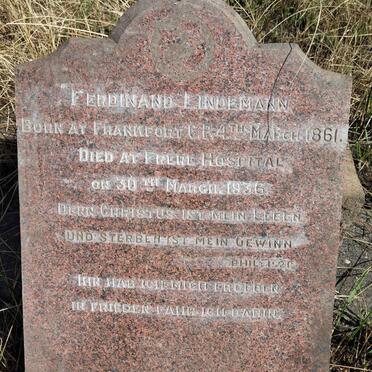 FERDINAND LINDEMANN
BORN AT FRANKFORT C.P. 4TH MARCH 1861.
DIED AT FRERE HOSPITAL
ON 30TH MARCH 1936.
DENN CHRISTUS IST MEIN LEBEN
UND STERBEN IST MEIN GEWINN
PHIL. 1:21
IHR HAB ICH MICH ERGEBEN
IN FRIEDEN FAHR ICH DAHIN.